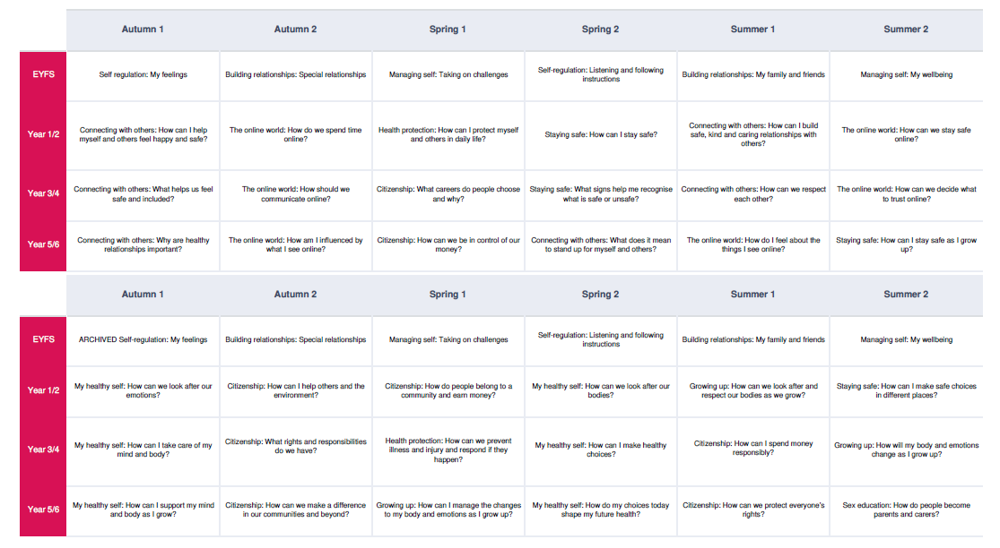 Autumn 1 Autumn 2 Spring 1 Spring 2 Summer 1 Summer 2
EYFS
Self regulation: My feelings
Building relationships: Special relationships
Managing self: Taking on challenges
Self-regulation: Listening and following
instructions
Building relationships: My family and friends
Managing self: My wellbeing
Year 1/2
Connecting with others: How can I help
myself and others feel happy and safe?
The online world: How do we spend time
online?
Health protection: How can I protect myself
and others in daily life?
Staying safe: How can I stay safe?
Connecting with others: How can I build
safe, kind and caring relationships with
others?
The online world: How can we stay safe
online?
Year 3/4
Connecting with others: What helps us feel
safe and included?
The online world: How should we
communicate online?
Citizenship: What careers do people choose
and why?
Staying safe: What signs help me recognise
what is safe or unsafe?
Connecting with others: How can we respect
each other?
The online world: How can we decide what
to trust online?
Year 5/6
Connecting with others: Why are healthy
relationships important?
The online world: How am I influenced by
what I see online?
Citizenship: How can we be in control of our
money?
Connecting with others: What does it mean
to stand up for myself and others?
The online world: How do I feel about the
things I see online?
Staying safe: How can I stay safe as I grow
up?
Autumn 1 Autumn 2 Spring 1 Spring 2 Summer 1 Summer 2
EYFS
ARCHIVED Self-regulation: My feelings
Building relationships: Special relationships
Managing self: Taking on challenges
Self-regulation: Listening and following
instructions
Building relationships: My family and friends
Managing self: My wellbeing
Year 1/2
My healthy self: How can we look after our
emotions?
Citizenship: How can I help others and the
environment?
Citizenship: How do people belong to a
community and earn money?
My healthy self: How can we look after our
bodies?
Growing up: How can we look after and
respect our bodies as we grow?
Staying safe: How can I make safe choices
in different places?
Year 3/4
My healthy self: How can I take care of my
mind and body?
Citizenship: What rights and responsibilities
do we have?
Health protection: How can we prevent
illness and injury and respond if they
happen?
My healthy self: How can I make healthy
choices?
Citizenship: How can I spend money
responsibly?
Growing up: How will my body and emotions
change as I grow up?
Year 5/6
My healthy self: How can I support my mind
and body as I grow?
Citizenship: How can we make a difference
in our communities and beyond?
Growing up: How can I manage the changes
to my body and emotions as I grow up?
My healthy self: How do my choices today
shape my future health?
Citizenship: How can we protect everyone's
rights?
Sex education: How do people become
parents and carers?